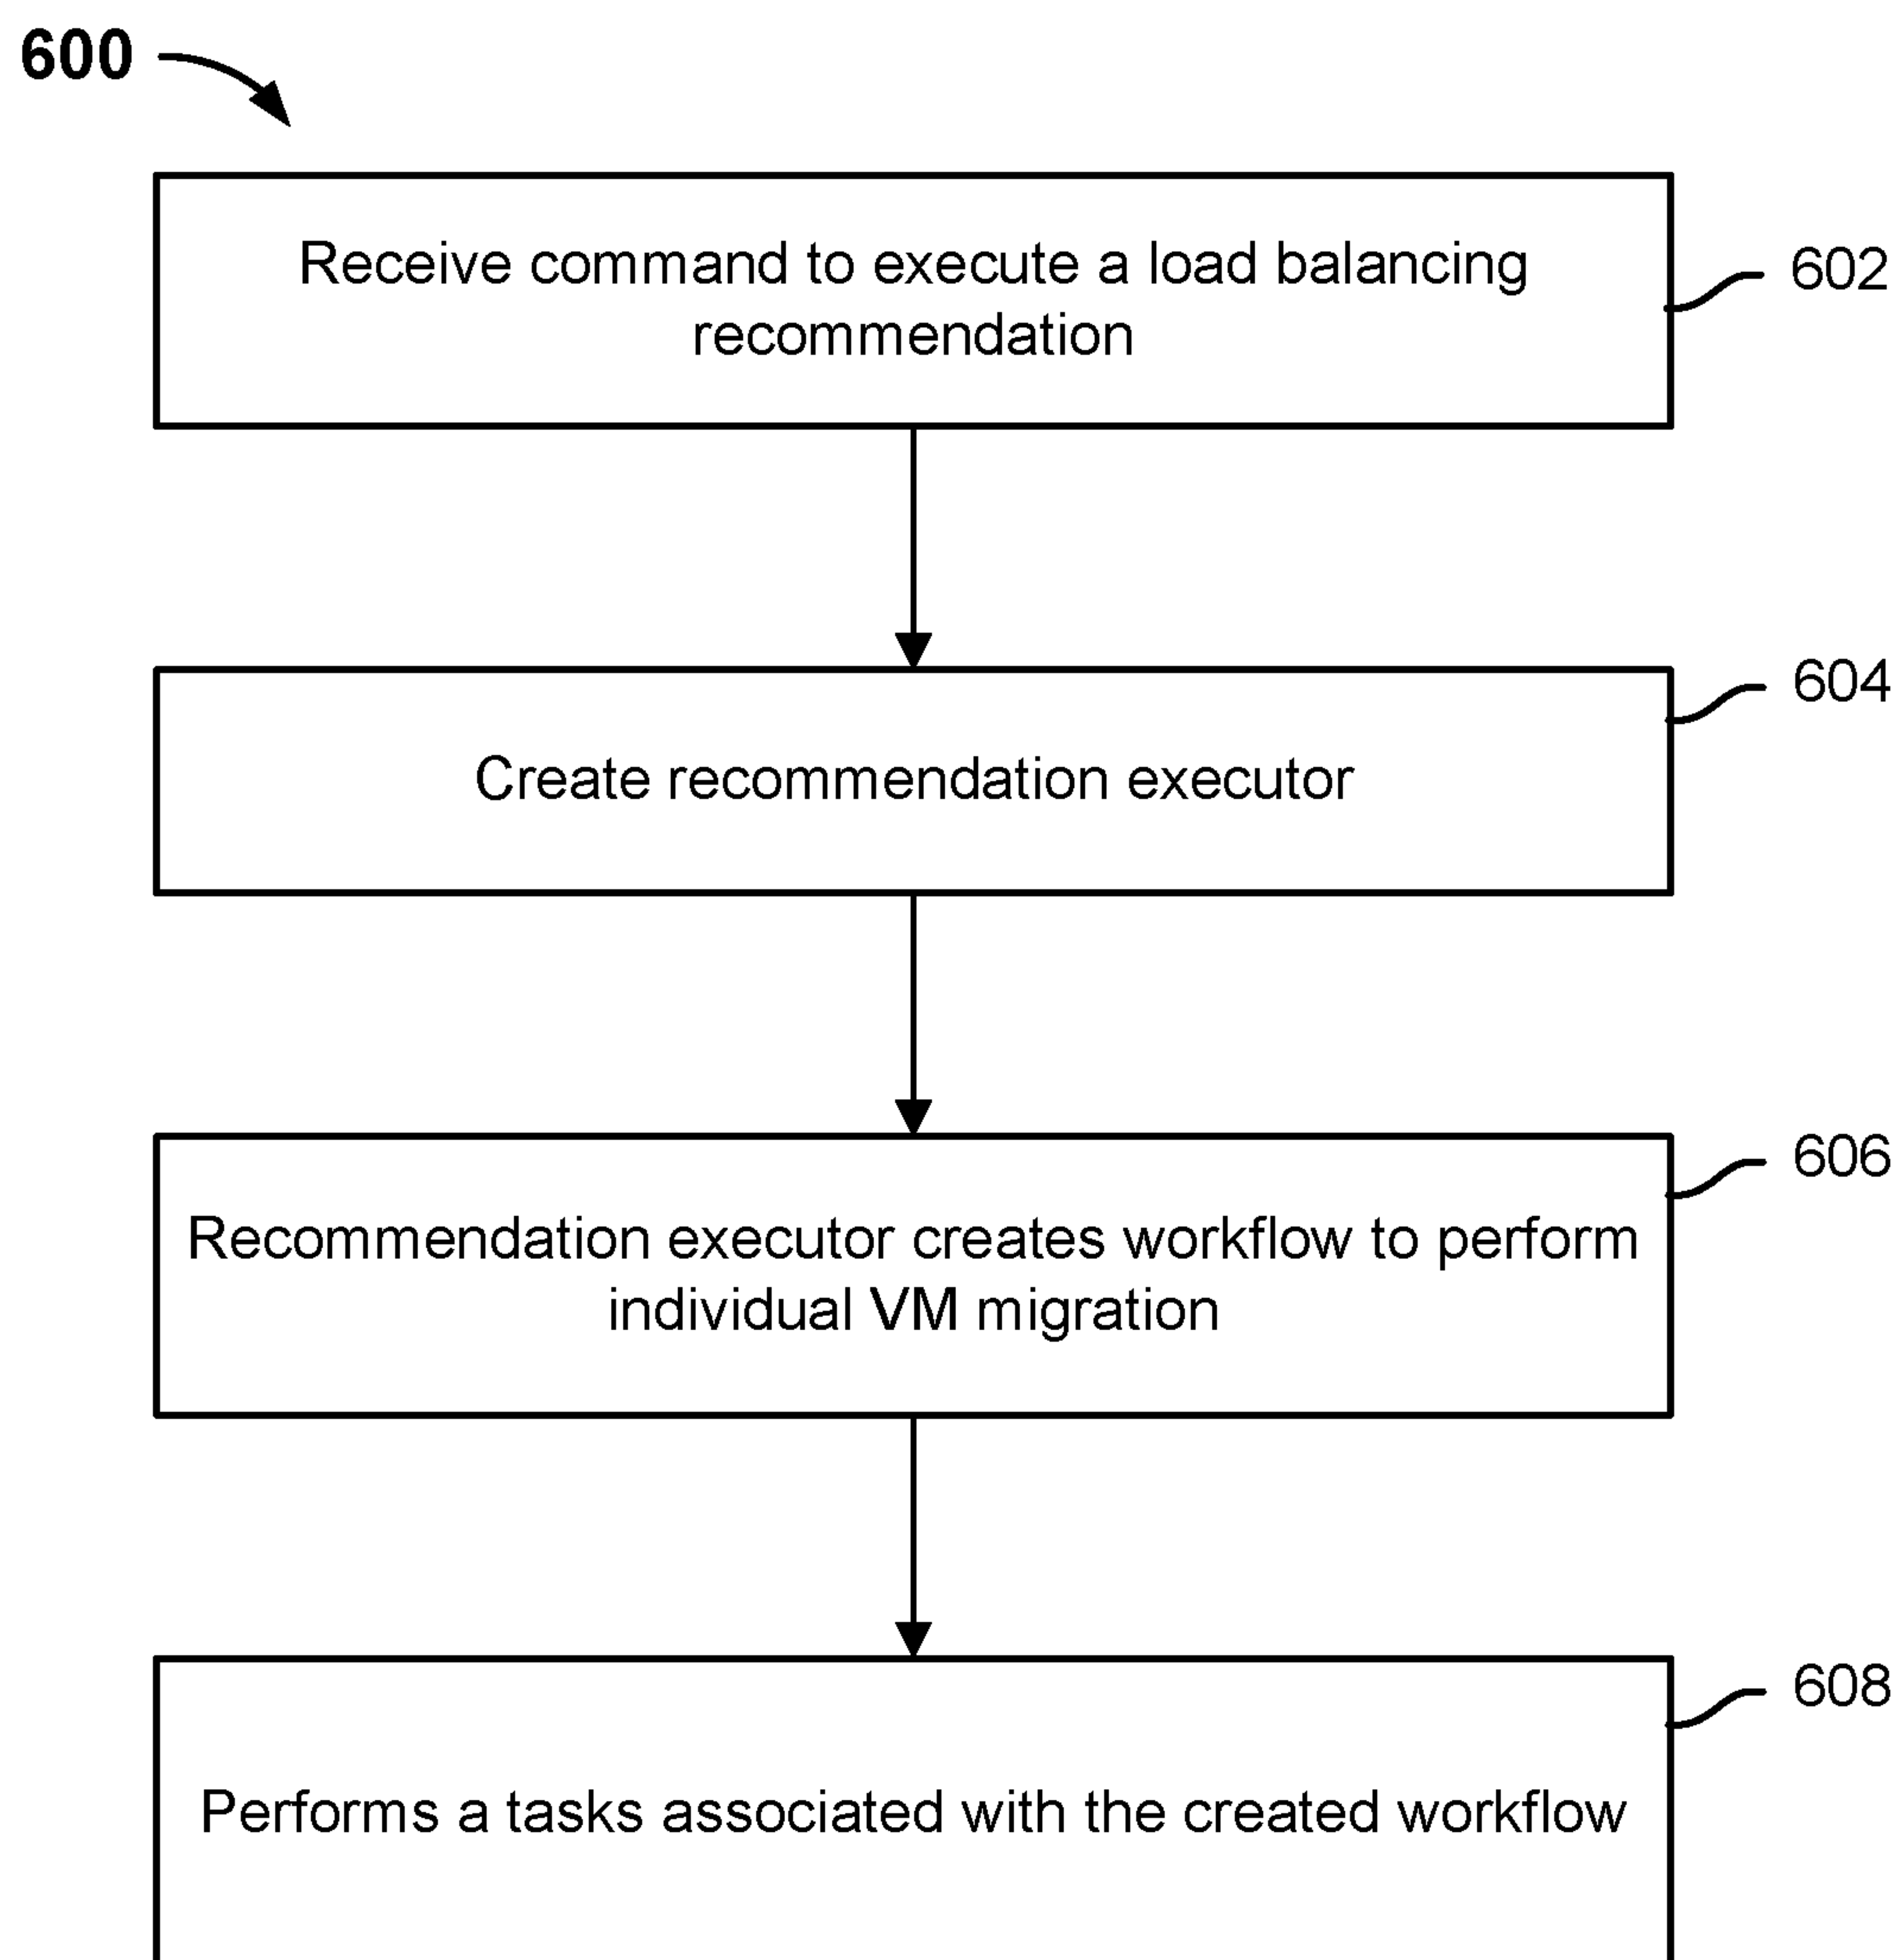 600
Receive command to execute a load balancing
recommendation
602
Create recommendation executor
604
Recommendation executor creates workflow to perform
individual VM migration
606
Performs a tasks associated with the created workflow
608